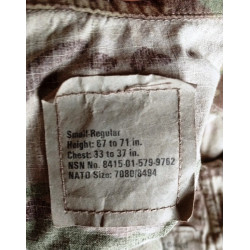 Small-Regular
Height: 67 to 71 in.
Chest: 33 to 37 in.
NSN No. 8415-01-579-9762
NATO Size: 7080/8494